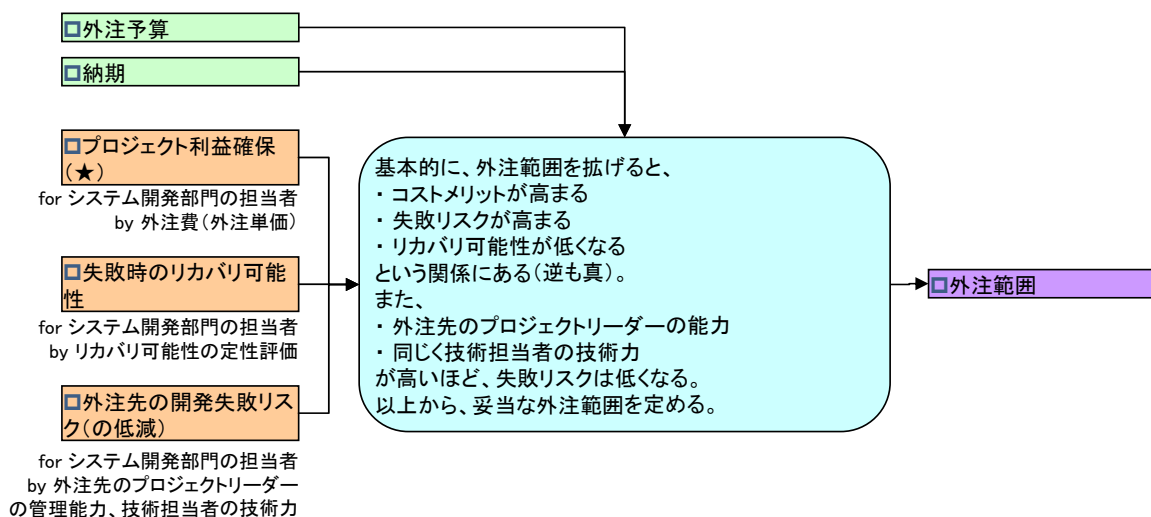 □外注予算
□納期
□プロジェクト利益確保
(★)
for システム開発部門の担当者
by 外注費(外注単価)
□失敗時のリカバリ可能
性
for システム開発部門の担当者
by リカバリ可能性の定性評価
□外注先の開発失敗リス
ク(の低減)
for システム開発部門の担当者
by 外注先のプロジェクトリーダー
の管理能力、技術担当者の技術力
基本的に、外注範囲を拡げると、
・ コストメリットが高まる
・ 失敗リスクが高まる
・ リカバリ可能性が低くなる
という関係にある(逆も真)。
また、
・ 外注先のプロジェクトリーダーの能力
・ 同じく技術担当者の技術力
が高いほど、失敗リスクは低くなる。
以上から、妥当な外注範囲を定める。
□外注範囲